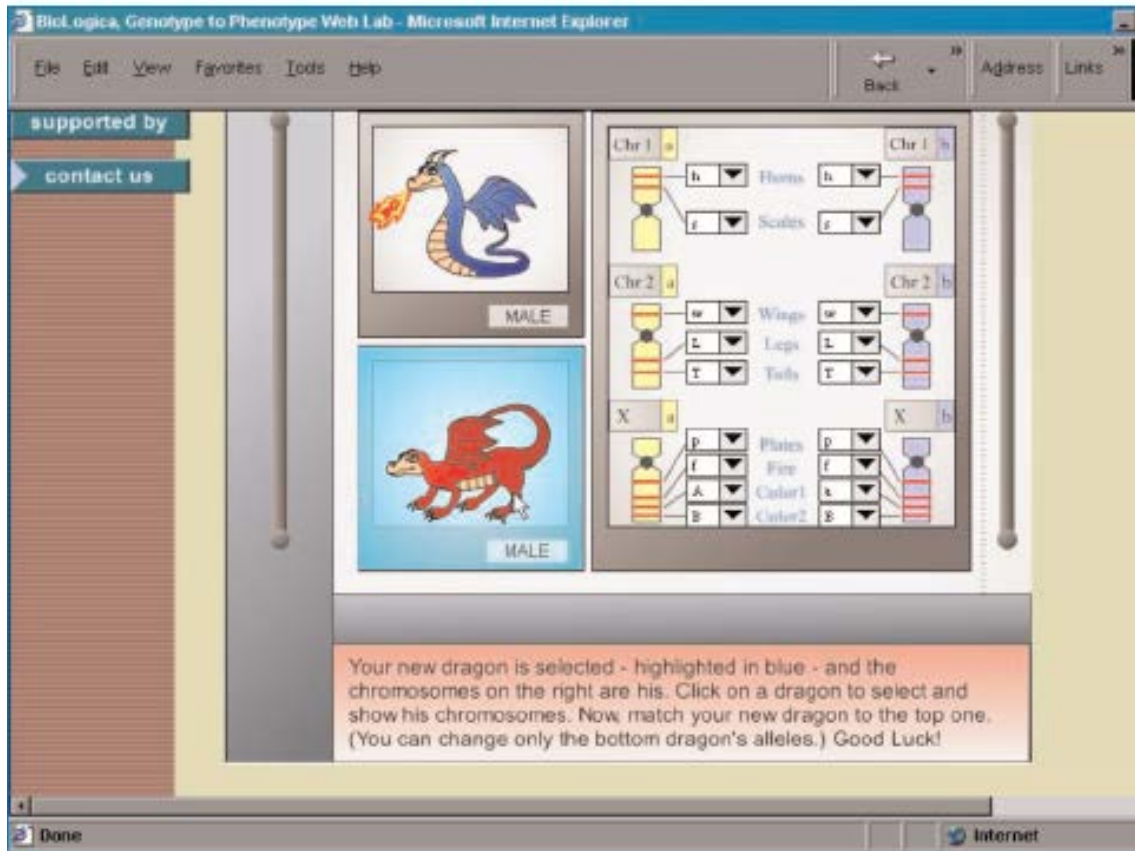 BioLogica, Genotype to Phenotype Web Lab - Microsoft Internet Explorer
File Edit View Favorites Tools Help
Back
Address
Links
supported by
contact us
MALE
MALE
Chr 1 a
Chr 1 b
h Horns h
s Scales s
Chr 2 a
Chr 2 b
w Wings w
L Legs L
T Tails T
X a
X b
p Plates p
f Fire f
A Color1
B Color2 B
Your new dragon is selected - highlighted in blue - and the
chromosomes on the right are his. Click on a dragon to select and
show his chromosomes. Now, match your new dragon to the top one.
(You can change only the bottom dragon's alleles.) Good Luck!
Done
Internet